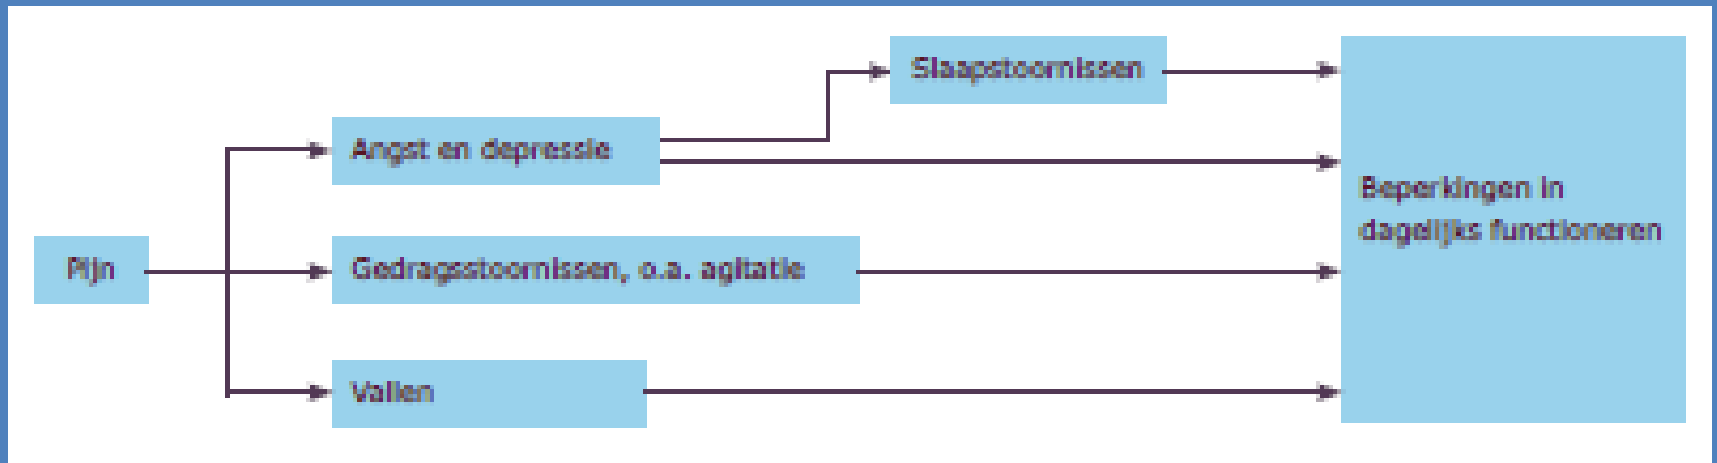 Slaapstoornissen
Angst en depressie
Beperkingen in
dagelijks functioneren
Pijn
Gedragsstoornissen, o.a. agitatie
Vallen